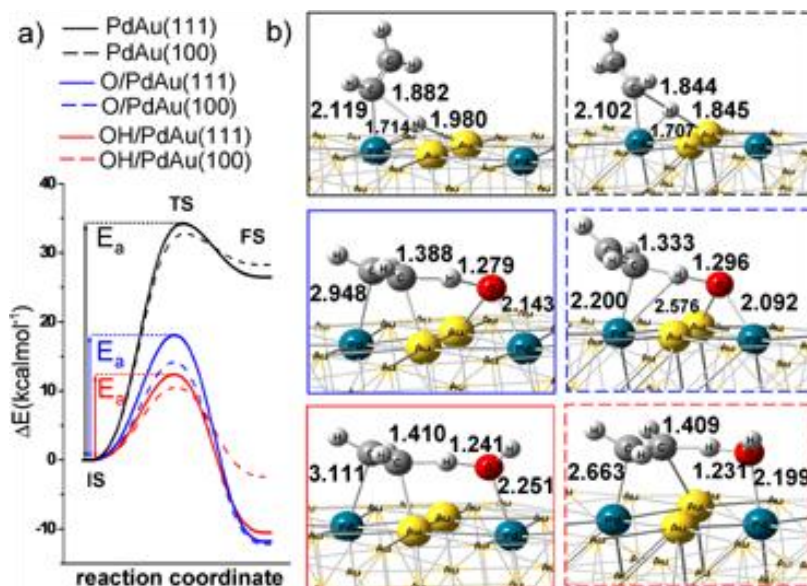 a)
PdAu(111)
PdAu(100)
O/PdAu(111)
O/PdAu(100)
OH/PdAu(111)
OH/PdAu(100)
40
30
20
10
0
-10
ΔE(kcalmol⁻¹)
TS
FS
IS
Ea
Ea
Ea
reaction coordinate
b)
H
C
H
H
C
1.882
2.119
1.714
1.980
H
C
H
H
1.844
2.102
1.707
1.845
H
C
H
C
H
1.388
1.279
2.948
2.143
H
C
H
H
1.333
1.296
2.200
2.576
2.092
H
C
H
C
H
H
1.410
1.241
3.111
2.251
H
C
H
C
H
H
1.409
1.231
2.663
2.199